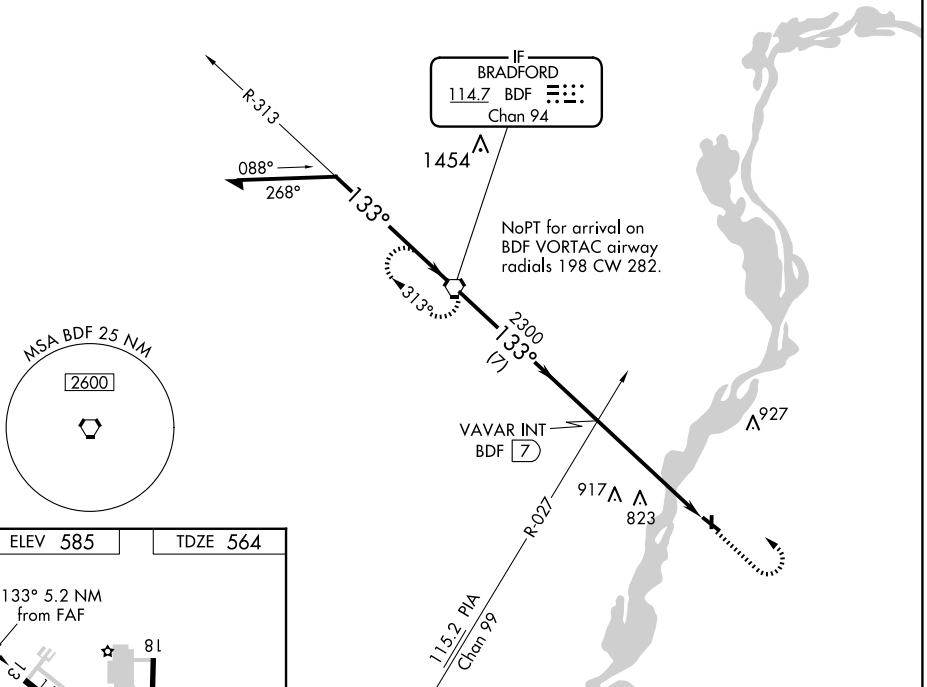 IF
BRADFORD
114.7 BDF
Chan 94
R-313
1454
088°
268°
133°
NoPT for arrival on
BDF VORTAC airway
radials 198 CW 282.
313°
2300
133°
(7)
MSA BDF 25 NM
2600
VAVAR INT
BDF 7
927
917
823
R-027
115.2 PIA
Chan 99
ELEV 585
TDZE 564
133° 5.2 NM
from FAF
18
13